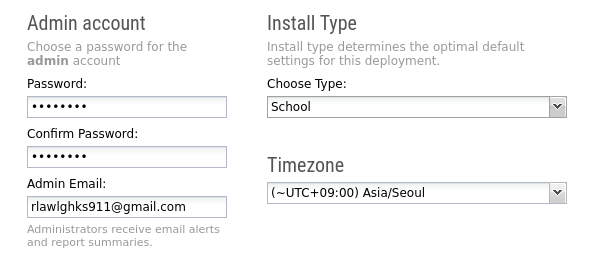 Admin account
Choose a password for the
admin account
Password:
••••••••
Confirm Password:
••••••••
Admin Email:
rlawlghks911@gmail.com
Administrators receive email alerts
and report summaries.
Install Type
Install type determines the optimal default
settings for this deployment.
Choose Type:
School
Timezone
(~UTC+09:00) Asia/Seoul